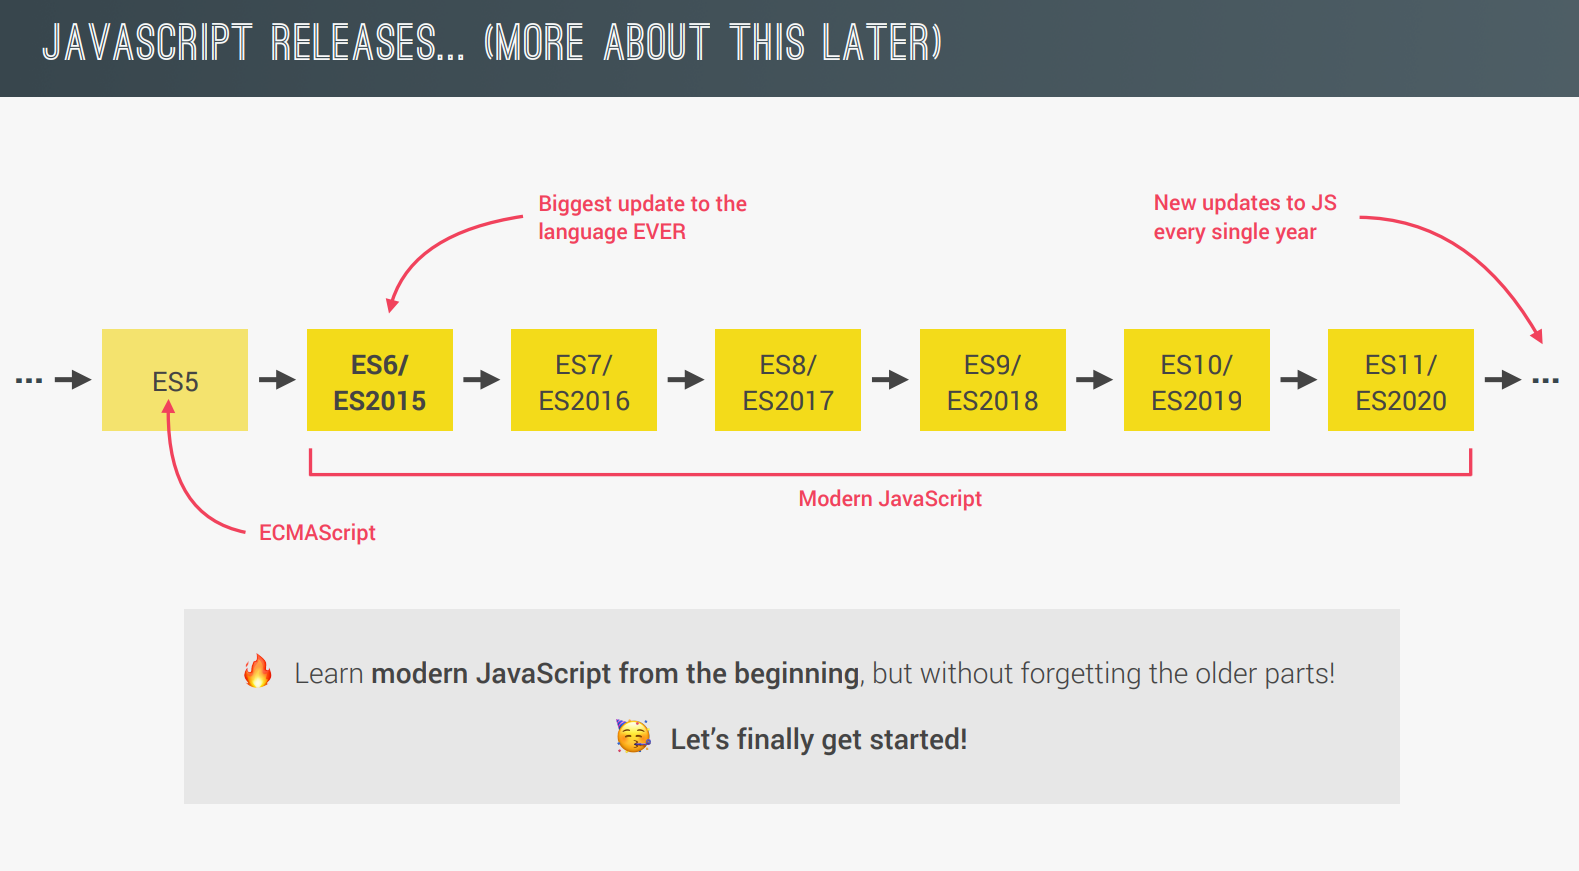 JAVASCRIPT RELEASES... (MORE ABOUT THIS LATER)
Biggest update to the
language EVER
New updates to JS
every single year
...
ES5
ES6/
ES2015
ES7/
ES2016
ES8/
ES2017
ES9/
ES2018
ES10/
ES2019
ES11/
ES2020
...
Modern JavaScript
ECMAScript
🔥 Learn modern JavaScript from the beginning, but without forgetting the older parts!
🥳 Let’s finally get started!